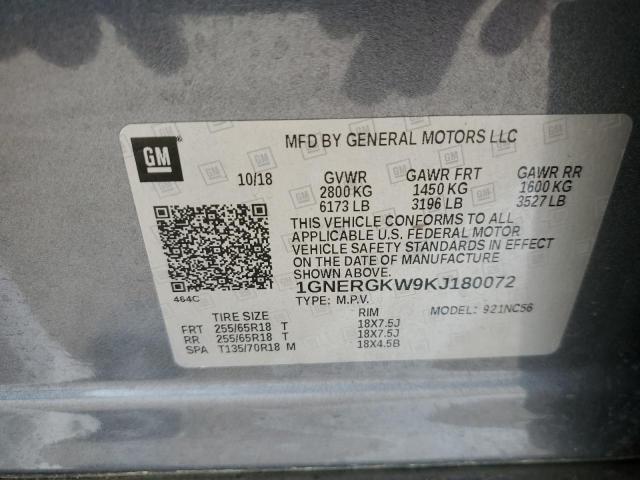 GM
MFD BY GENERAL MOTORS LLC
10/18 GVWR GAWR FRT GAWR RR
2800 KG 1450 KG 1600 KG
6173 LB 3196 LB 3527 LB
THIS VEHICLE CONFORMS TO ALL
APPLICABLE U.S. FEDERAL MOTOR
VEHICLE SAFETY STANDARDS IN EFFECT
ON THE DATE OF MANUFACTURE
SHOWN ABOVE.
464C 1GNERGKW9KJ180072
TYPE: M.P.V. MODEL: 921NC56
TIRE SIZE RIM
FRT 255/65R18 T 18X7.5J
RR 255/65R18 T 18X7.5J
SPA T135/70R18 M 18X4.5B